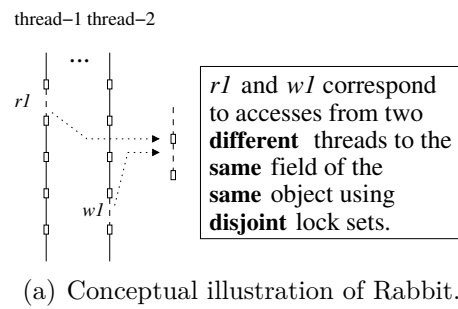 thread−1 thread−2
...
r1
w1
r1 and w1 correspond
to accesses from two
different threads to the
same field of the
same object using
disjoint lock sets.
(a) Conceptual illustration of Rabbit.